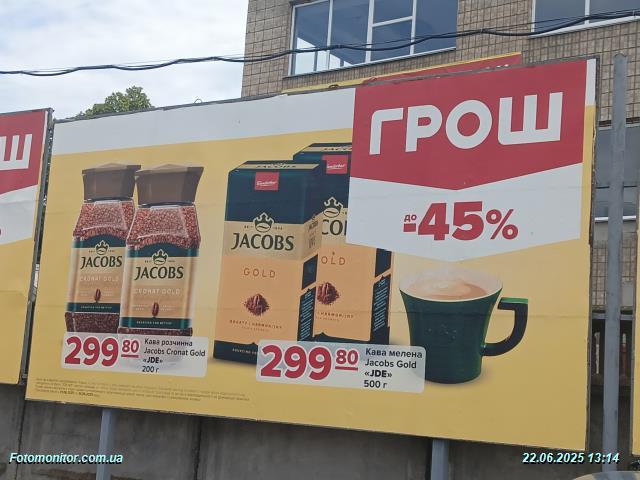 Ш
%
ГРОШ
до
-45%
JACOBS
CRONAT GOLD
JACOBS
CRONAT GOLD
JACOBS
GOLD
GOLD
299 80
Кава розчинна
Jacobs Cronat Gold
«JDE»
200 г
299 80
Кава мелена
Jacobs Gold
«JDE»
500 г
Fotomonitor.com.ua
22.06.2025 13:14